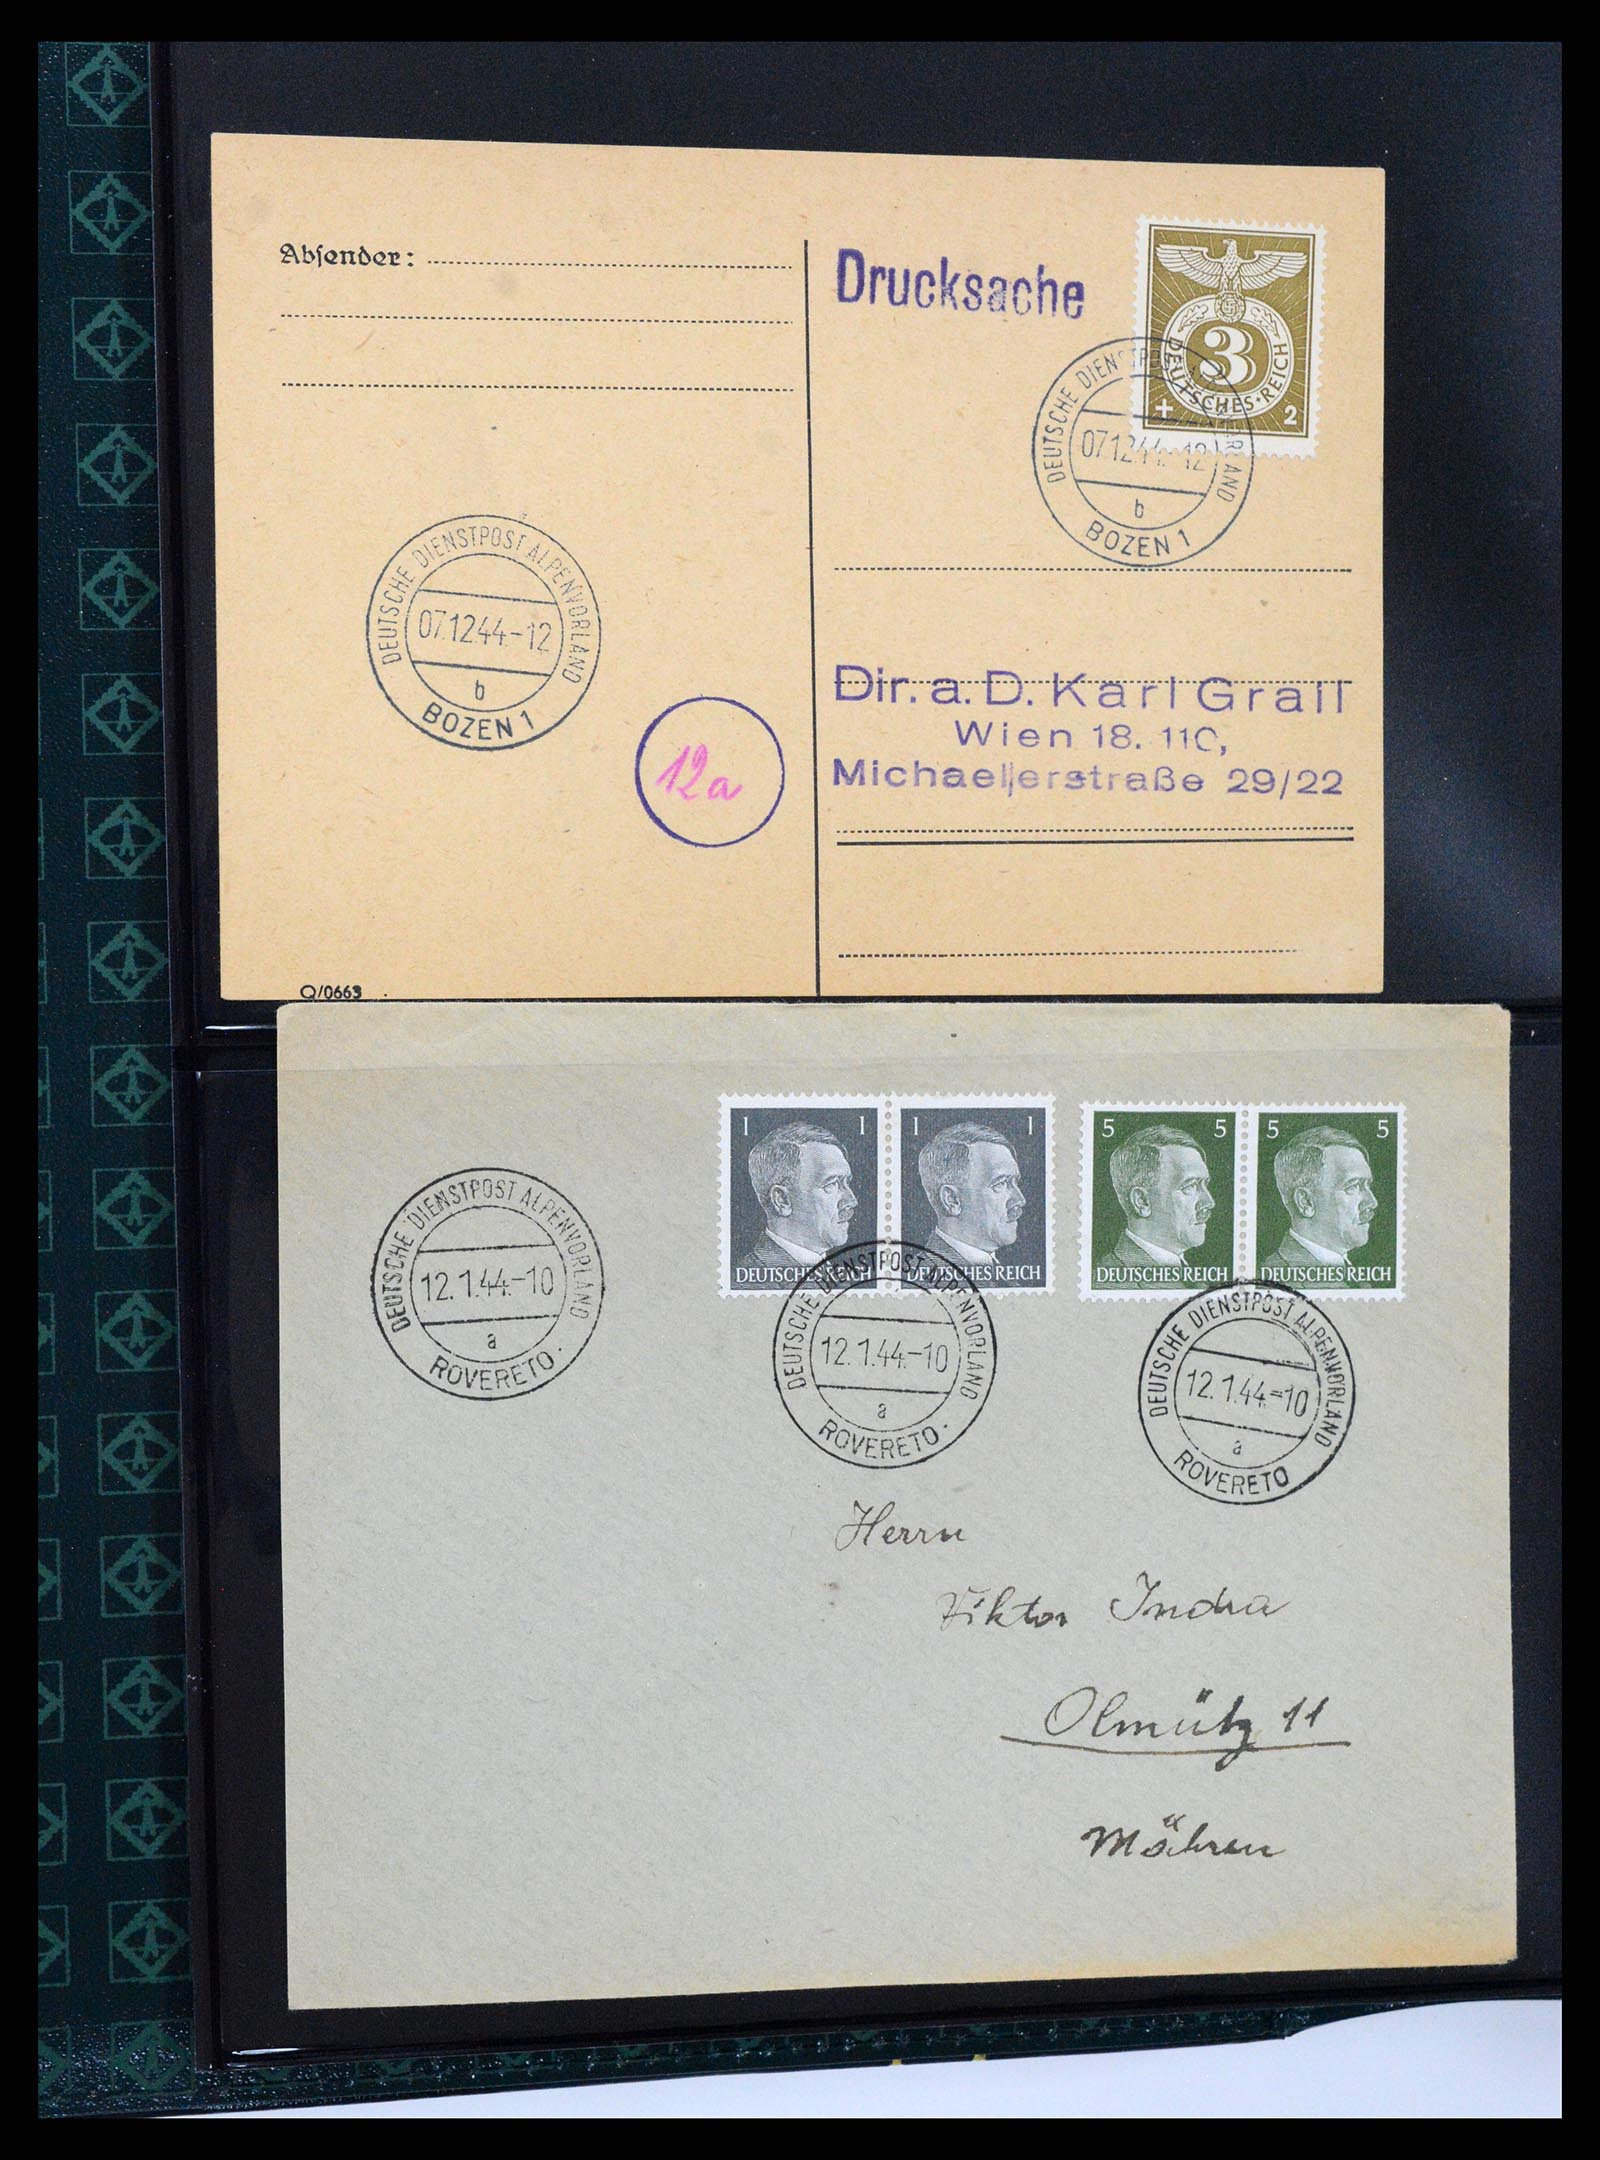 Absender:
Drucksache
3
DEUTSCHES REICH
+ 2
DEUTSCHE DIENSTPOST ALPENVORLAND
07.12.44.-12
b
BOZEN 1
DEUTSCHE DIENSTPOST ALPENVORLAND
07.12.44-12
b
BOZEN 1
12a
Dir. a. D. Karl Grall
Wien 18. 110,
Michaelerstraße 29/22
Q/0663
1 1
DEUTSCHES REICH
1 1
DEUTSCHES REICH
5 5
DEUTSCHES REICH
5 5
DEUTSCHES REICH
DEUTSCHE DIENSTPOST ALPENVORLAND
12.1.44.-10
a
ROVERETO
DEUTSCHE DIENSTPOST ALPENVORLAND
12.1.44.-10
a
ROVERETO
DEUTSCHE DIENSTPOST ALPENVORLAND
12.1.44.-10
a
ROVERETO
Herrn
Viktor Indra
Olmütz 11
Mähren